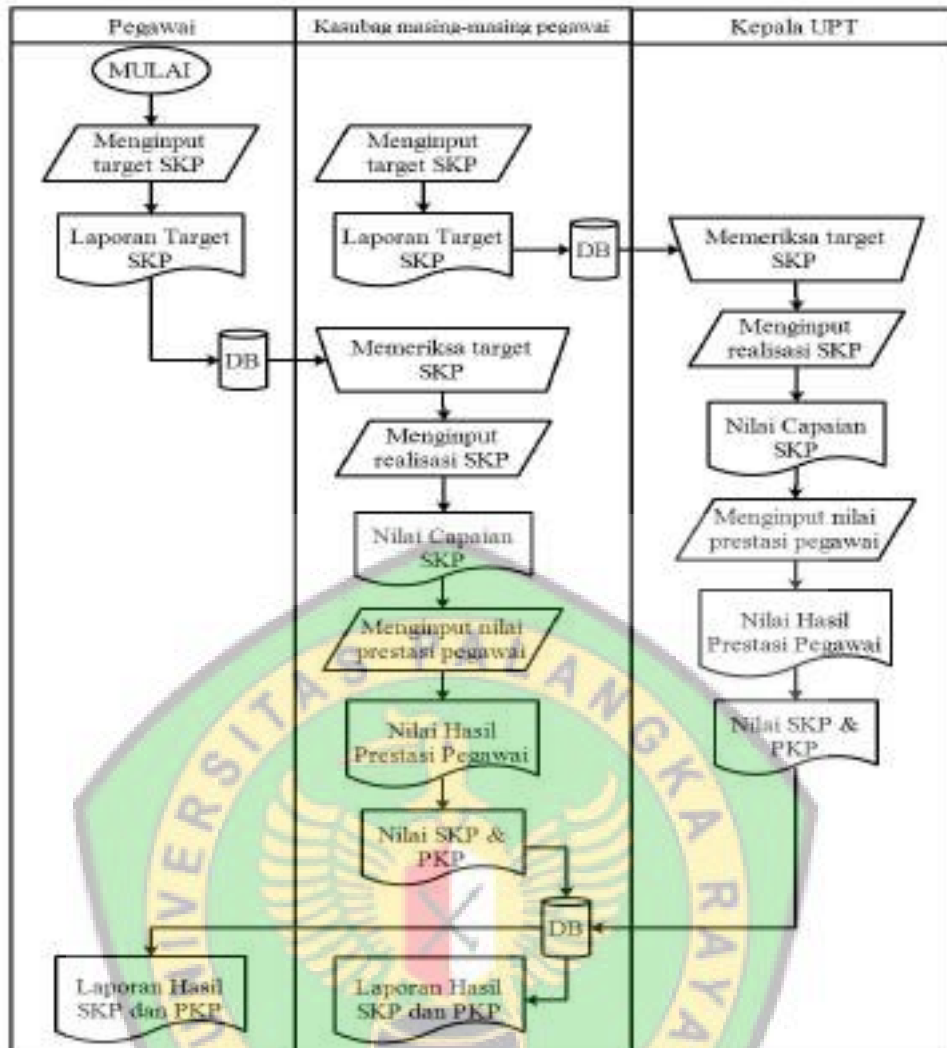 Pegawai
Kasubag masing-masing pegawai
Kepala UPT
MULAI
Menginput
target SKP
Laporan Target
SKP
DB
Menginput
target SKP
Laporan Target
SKP
DB
Memeriksa target
SKP
Menginput
realisasi SKP
Nilai Capaian
SKP
Menginput nilai
prestasi pegawai
Nilai Hasil
Prestasi Pegawai
Nilai SKP &
PKP
DB
Memeriksa target
SKP
Menginput
realisasi SKP
Nilai Capaian
SKP
Menginput nilai
prestasi pegawai
Nilai Hasil
Prestasi Pegawai
Nilai SKP &
PKP
Laporan Hasil
SKP dan PKP
Laporan Hasil
SKP dan PKP
UNIVERSITAS PALANGKA RAYA